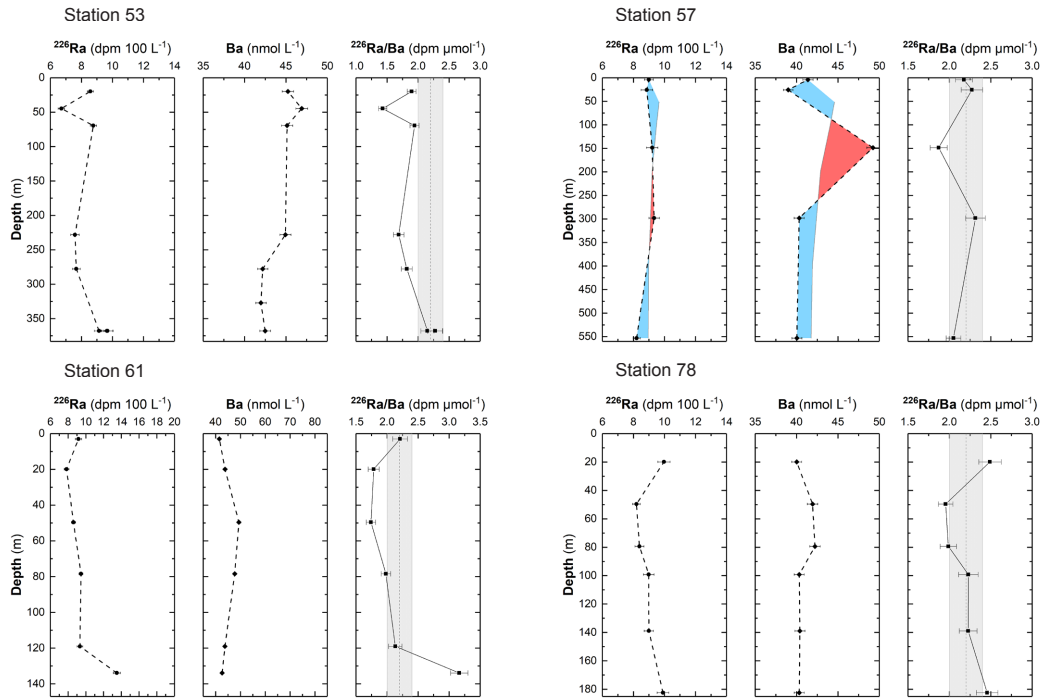 Station 53
²²⁶Ra (dpm 100 L⁻¹) Ba (nmol L⁻¹) ²²⁶Ra/Ba (dpm µmol⁻¹)
6 8 10 12 14 35 40 45 50 1.0 1.5 2.0 2.5 3.0
0
50
100
150
200
250
300
350
Depth (m)
Station 57
²²⁶Ra (dpm 100 L⁻¹) Ba (nmol L⁻¹) ²²⁶Ra/Ba (dpm µmol⁻¹)
6 8 10 12 14 35 40 45 50 1.5 2.0 2.5 3.0
0
50
100
150
200
250
300
350
400
450
500
550
Depth (m)
Station 61
²²⁶Ra (dpm 100 L⁻¹) Ba (nmol L⁻¹) ²²⁶Ra/Ba (dpm µmol⁻¹)
6 8 10 12 14 16 18 20 40 50 60 70 80 1.5 2.0 2.5 3.0 3.5
0
20
40
60
80
100
120
140
Depth (m)
Station 78
²²⁶Ra (dpm 100 L⁻¹) Ba (nmol L⁻¹) ²²⁶Ra/Ba (dpm µmol⁻¹)
6 8 10 12 14 35 40 45 50 1.5 2.0 2.5 3.0
0
20
40
60
80
100
120
140
160
180
Depth (m)